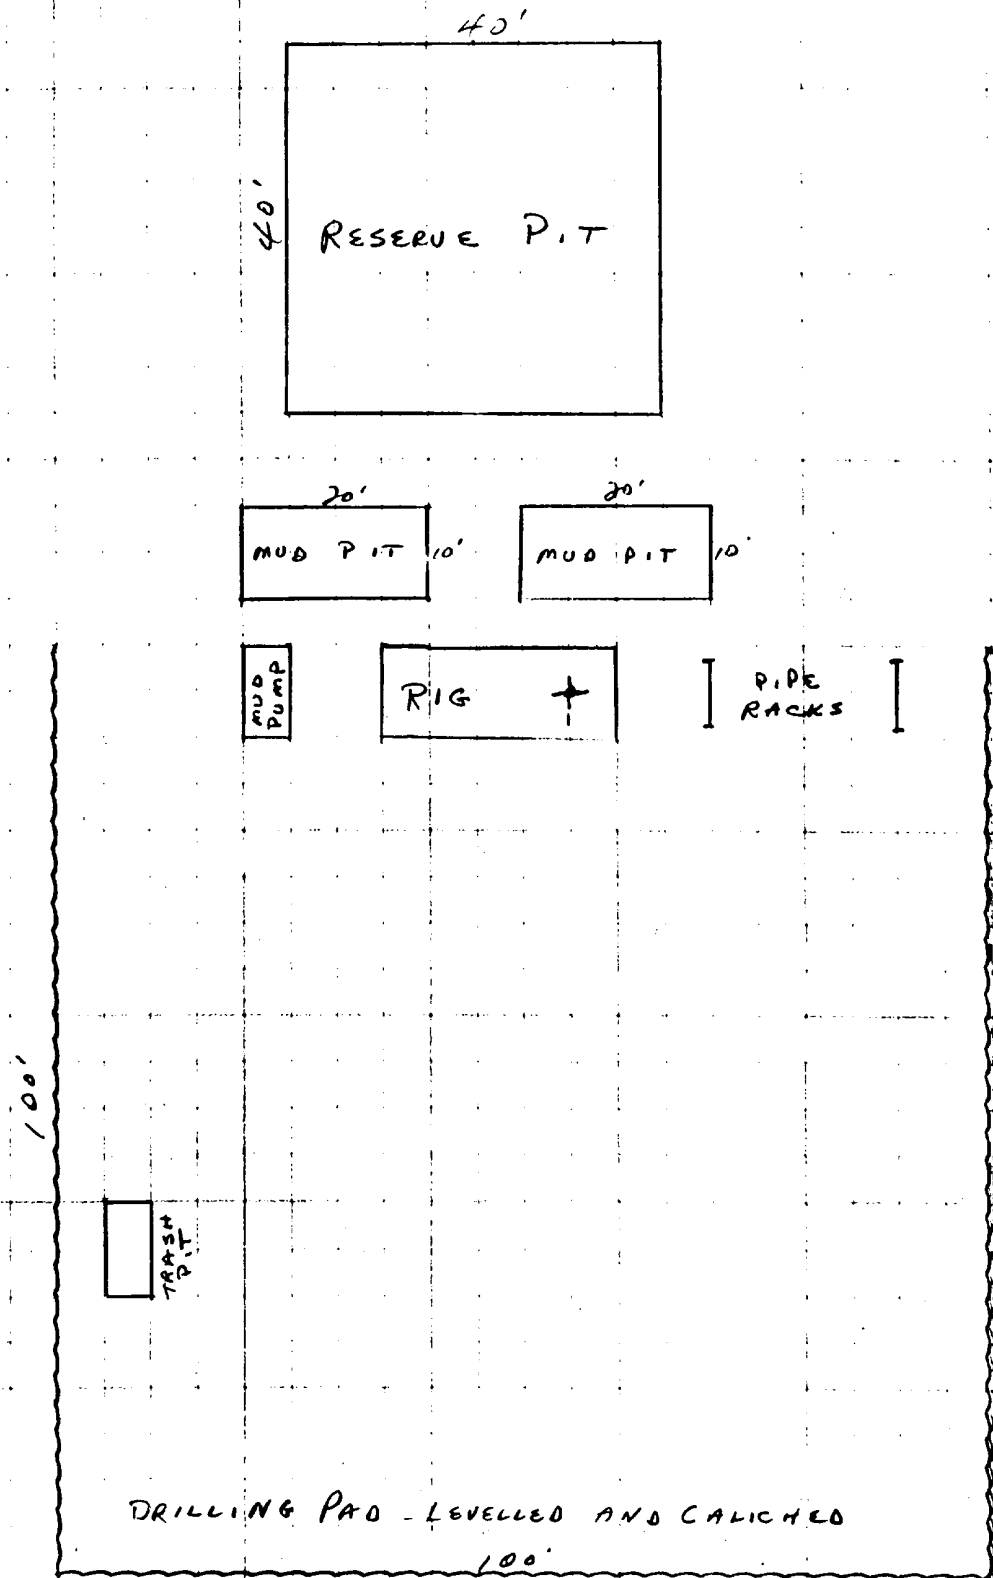 40'
40'
RESERVE PIT
20'
20'
MUD PIT
10'
MUD PIT
10'
MUD
PUMP
RIG
PIPE
RACKS
100'
TRASH
PIT
DRILLING PAD - LEVELLED AND CALICHED
100'